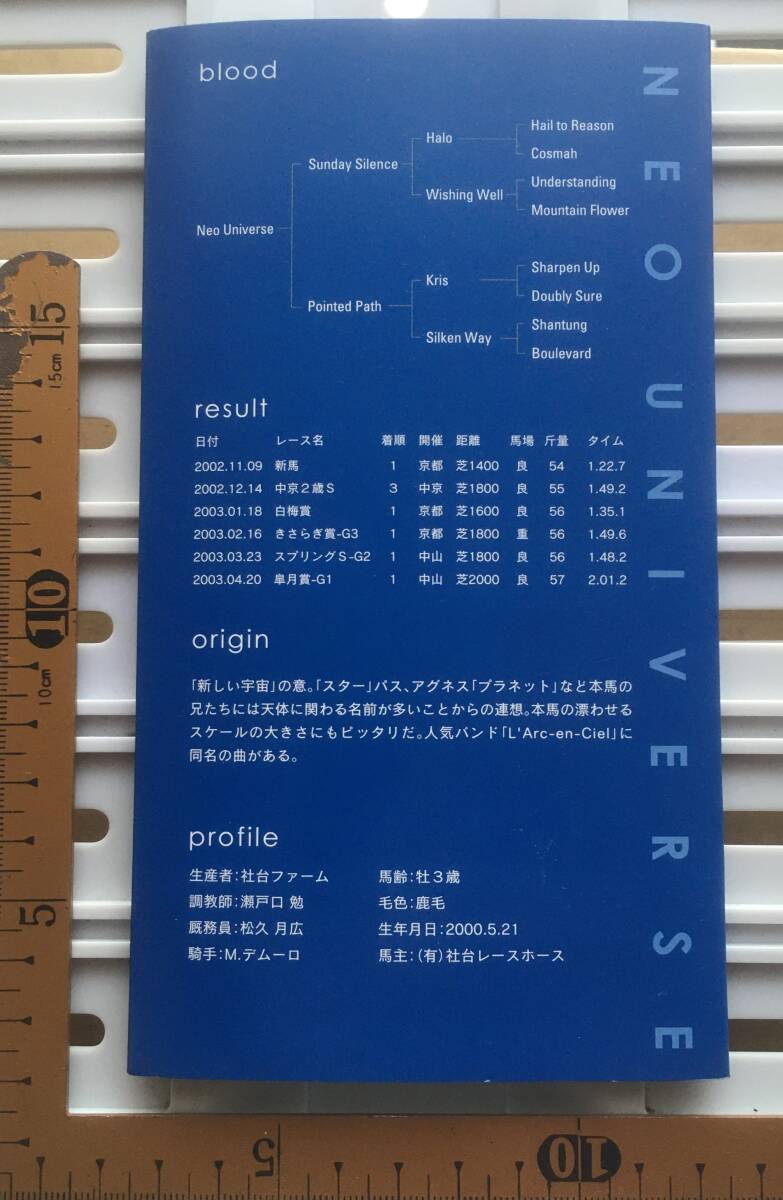 blood
NEO UNIVERSE
Hail to Reason
Halo
Cosmah
Sunday Silence
Understanding
Wishing Well
Mountain Flower
Neo Universe
Sharpen Up
Kris
Doubly Sure
Pointed Path
Shantung
Silken Way
Boulevard
result
日付 レース名 着順 開催 距離 馬場 斤量 タイム
2002.11.09 新馬 1 京都 芝1400 良 54 1.22.7
2002.12.14 中京2歳S 3 中京 芝1800 良 55 1.49.2
2003.01.18 白梅賞 1 京都 芝1600 良 56 1.35.1
2003.02.16 きさらぎ賞-G3 1 京都 芝1800 重 56 1.49.6
2003.03.23 スプリングS-G2 1 中山 芝1800 良 56 1.48.2
2003.04.20 皐月賞-G1 1 中山 芝2000 良 57 2.01.2
origin
「新しい宇宙」の意。「スター」バス、アグネス「プラネット」など本馬の
兄たちには天体に関わる名前が多いことからの連想。本馬の漂わせる
スケールの大きさにもピッタリだ。人気バンド「L'Arc-en-Ciel」に
同名の曲がある。
profile
生産者:社台ファーム 馬齢:牡3歳
調教師:瀬戸口 勉 毛色:鹿毛
厩務員:松久 月広 生年月日:2000.5.21
騎手:M.デムーロ 馬主:(有)社台レースホース
15
15cm
10
10cm
5
5
10